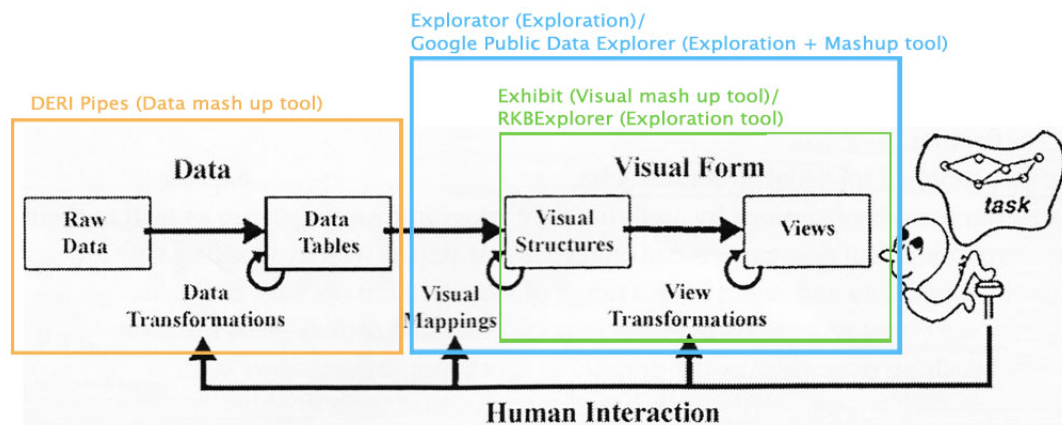 Explorator (Exploration)/
Google Public Data Explorer (Exploration + Mashup tool)
DERI Pipes (Data mash up tool)
Exhibit (Visual mash up tool)/
RKBExplorer (Exploration tool)
Data
Visual Form
task
Raw
Data
Data
Tables
Visual
Structures
Views
Data
Transformations
Visual
Mappings
View
Transformations
Human Interaction